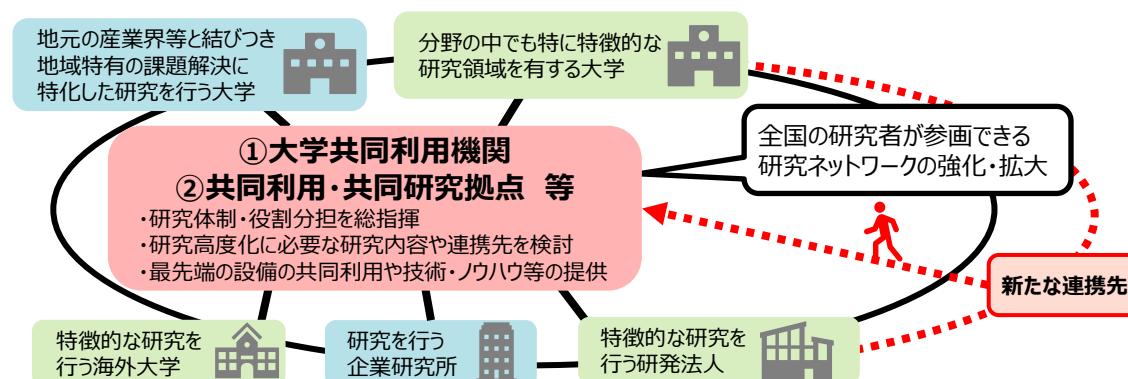 地元の産業界等と結びつき
地域特有の課題解決に
特化した研究を行う大学
分野の中でも特に特徴的な
研究領域を有する大学
全国の研究者が参画できる
研究ネットワークの強化・拡大
①大学共同利用機関
②共同利用・共同研究拠点 等
・研究体制・役割分担を総指揮
・研究高度化に必要な研究内容や連携先を検討
・最先端の設備の共同利用や技術・ノウハウ等の提供
新たな連携先
特徴的な研究を
行う海外大学
研究を行う
企業研究所
特徴的な研究を
行う研発法人